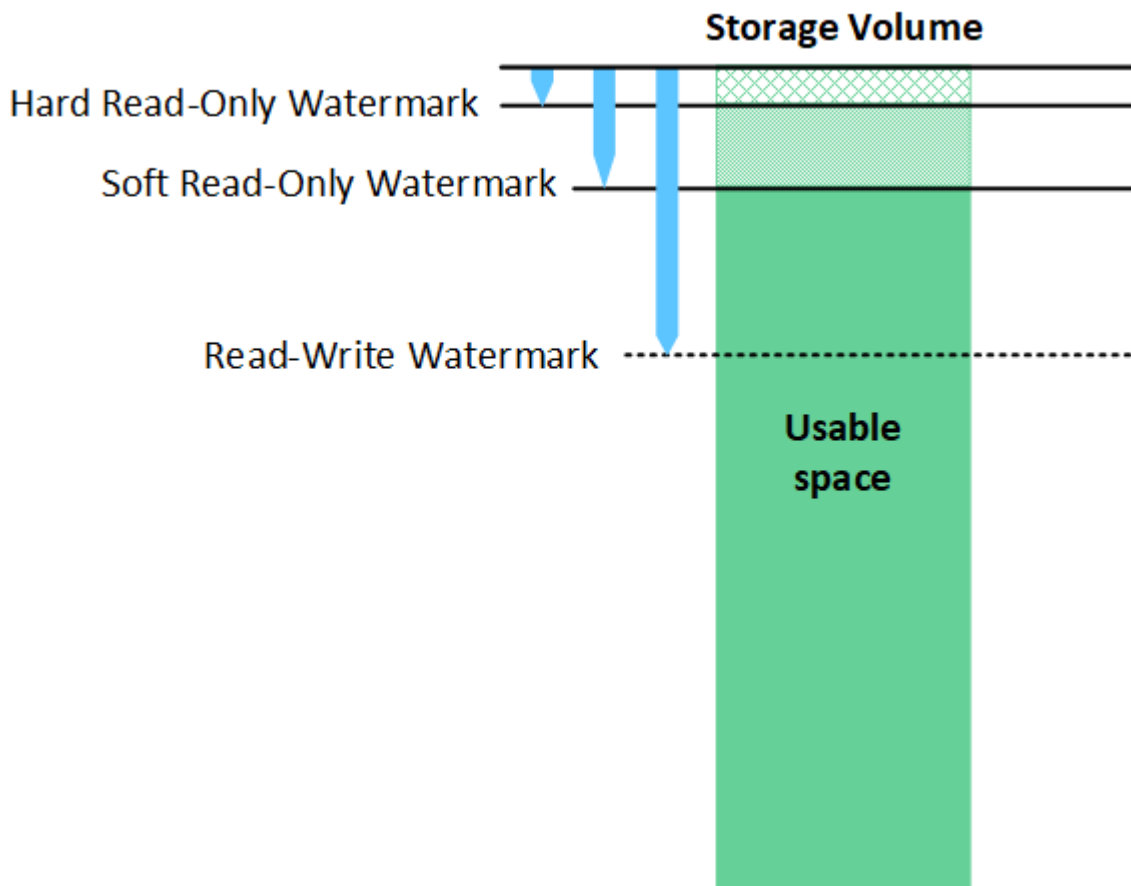 Storage Volume
Hard Read-Only Watermark
Soft Read-Only Watermark
Read-Write Watermark
Usable
space